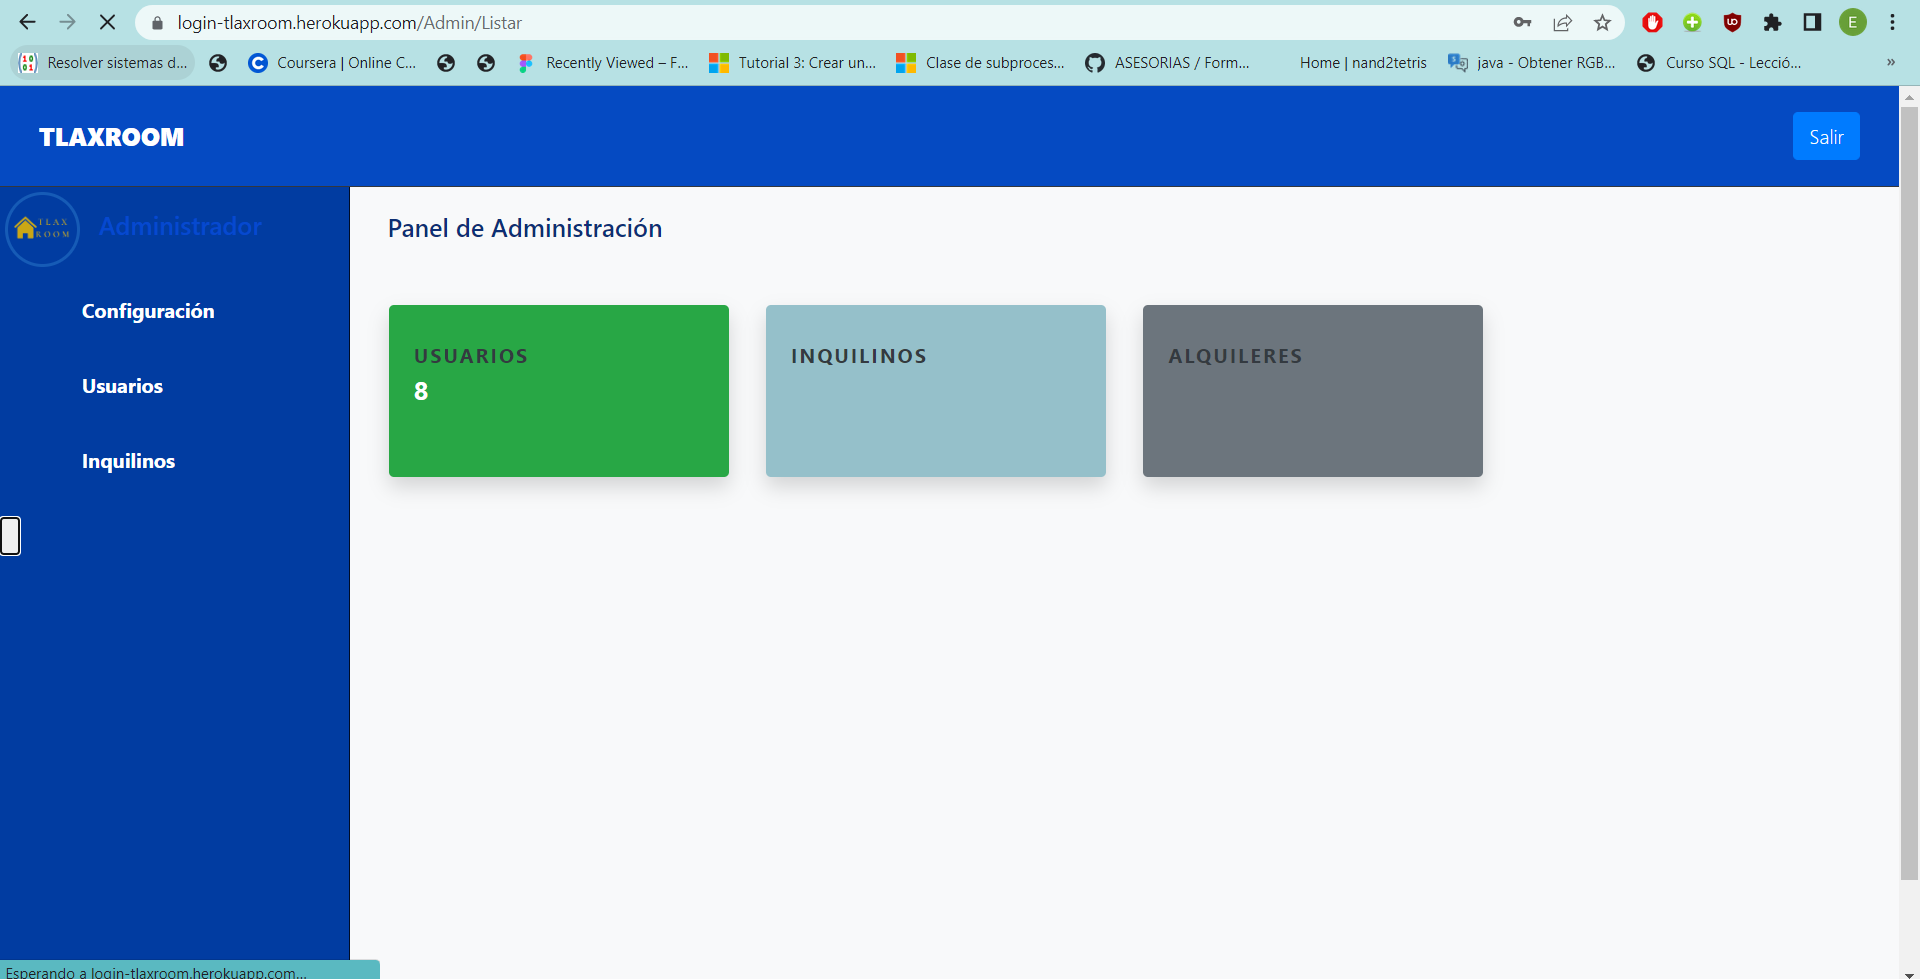 login-tlaxroom.herokuapp.com/Admin/Listar
E
Resolver sistemas d...
Coursera | Online C...
Recently Viewed – F...
Tutorial 3: Crear un...
Clase de subproces...
ASESORIAS / Form...
Home | nand2tetris
java - Obtener RGB...
Curso SQL - Lecció...
»
TLAXROOM
Salir
TLAX
ROOM
Administrador
Panel de Administración
Configuración
Usuarios
Inquilinos
USUARIOS
8
INQUILINOS
ALQUILERES
Esperando a login-tlaxroom.herokuapp.com...